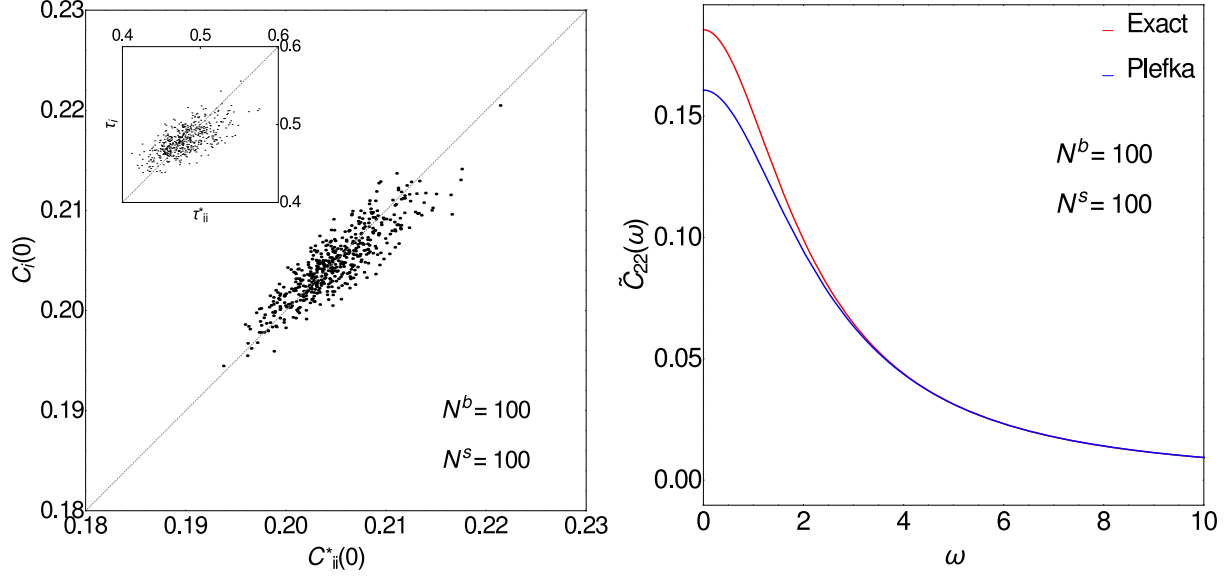 0.23
0.22
0.21
0.20
0.19
0.18
C_i(0)
0.18 0.19 0.20 0.21 0.22 0.23
C*_ii(0)
0.4 0.5 0.6
0.6
0.5
0.4
τ_i
τ*_ii
N^b = 100
N^s = 100
Exact
Plefka
N^b = 100
N^s = 100
0.15
0.10
0.05
0.00
C̃_22(ω)
0 2 4 6 8 10
ω